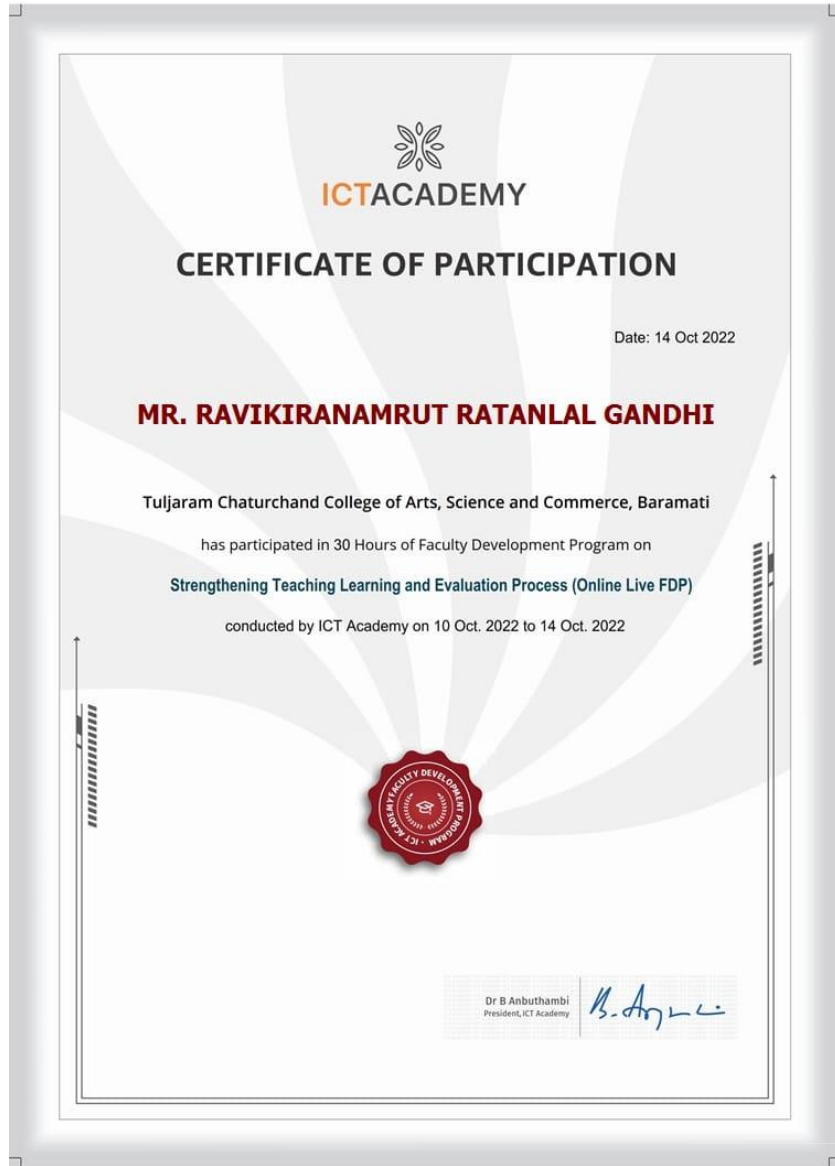 ICTACADEMY
CERTIFICATE OF PARTICIPATION
Date: 14 Oct 2022
MR. RAVIKIRANAMRUT RATANLAL GANDHI
Tuljaram Chaturchand College of Arts, Science and Commerce, Baramati
has participated in 30 Hours of Faculty Development Program on
Strengthening Teaching Learning and Evaluation Process (Online Live FDP)
conducted by ICT Academy on 10 Oct. 2022 to 14 Oct. 2022
FACULTY DEVELOPMENT PROGRAM · ICT ACADEMY
Dr B Anbuthambi
President, ICT Academy